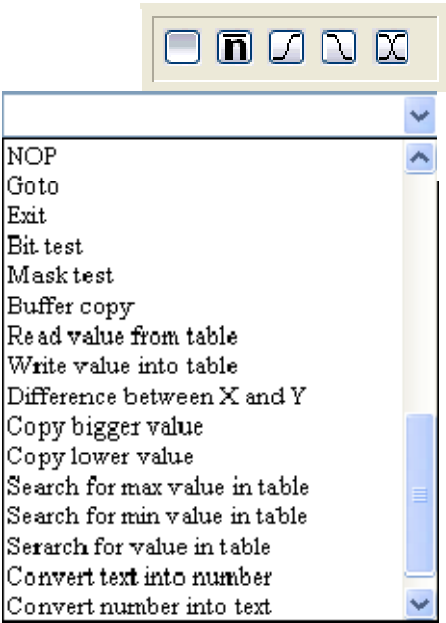 n
NOP
Goto
Exit
Bit test
Mask test
Buffer copy
Read value from table
Write value into table
Difference between X and Y
Copy bigger value
Copy lower value
Search for max value in table
Search for min value in table
Serarch for value in table
Convert text into number
Convert number into text